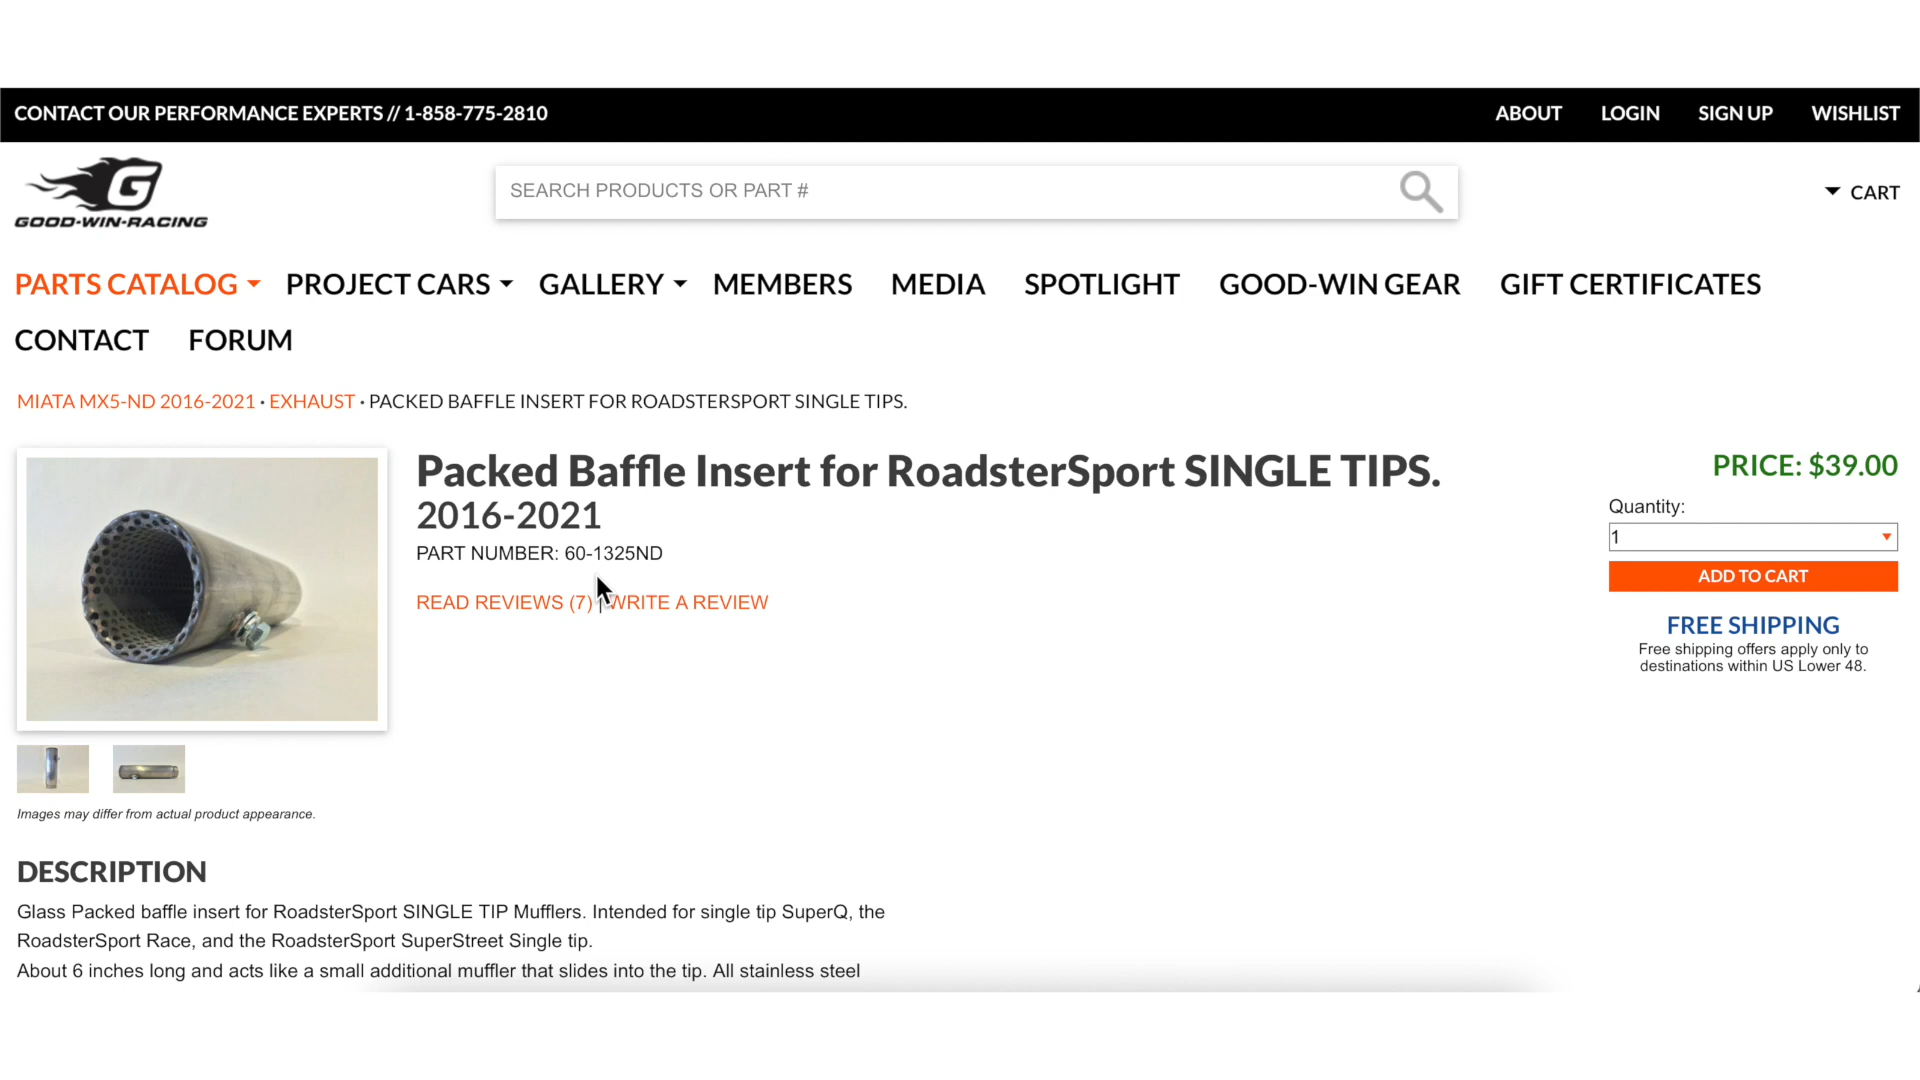 CONTACT OUR PERFORMANCE EXPERTS // 1-858-775-2810
ABOUT LOGIN SIGN UP WISHLIST
G
GOOD-WIN-RACING
SEARCH PRODUCTS OR PART #
CART
PARTS CATALOG PROJECT CARS GALLERY MEMBERS MEDIA SPOTLIGHT GOOD-WIN GEAR GIFT CERTIFICATES
CONTACT FORUM
MIATA MX5-ND 2016-2021 • EXHAUST • PACKED BAFFLE INSERT FOR ROADSTERSPORT SINGLE TIPS.
Packed Baffle Insert for RoadsterSport SINGLE TIPS.
2016-2021
PART NUMBER: 60-1325ND
READ REVIEWS (7) | WRITE A REVIEW
PRICE: $39.00
Quantity:
1
ADD TO CART
FREE SHIPPING
Free shipping offers apply only to
destinations within US Lower 48.
Images may differ from actual product appearance.
DESCRIPTION
Glass Packed baffle insert for RoadsterSport SINGLE TIP Mufflers. Intended for single tip SuperQ, the
RoadsterSport Race, and the RoadsterSport SuperStreet Single tip.
About 6 inches long and acts like a small additional muffler that slides into the tip. All stainless steel